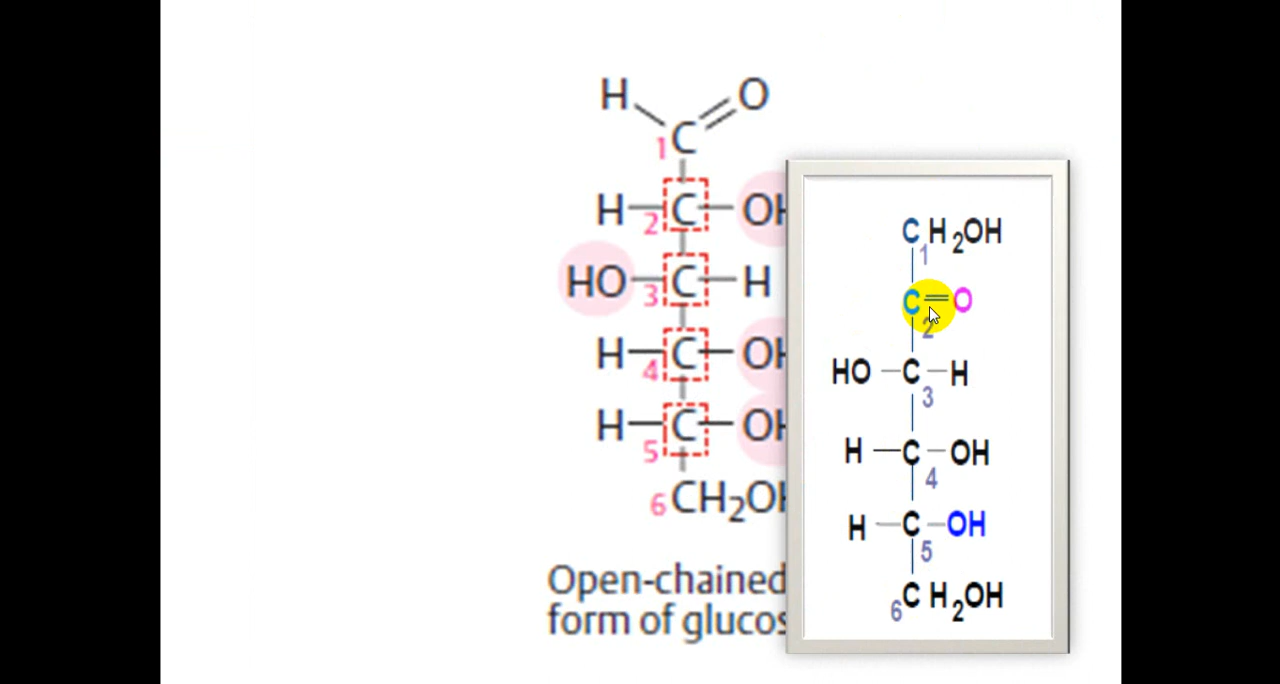 H O
1 C
H 2 C OH
HO 3 C H
H 4 C OH
H 5 C OH
6 CH2OH
Open-chained
form of glucos
C H2OH
1
C=O
2
HO C H
3
H C OH
4
H C OH
5
6 C H2OH